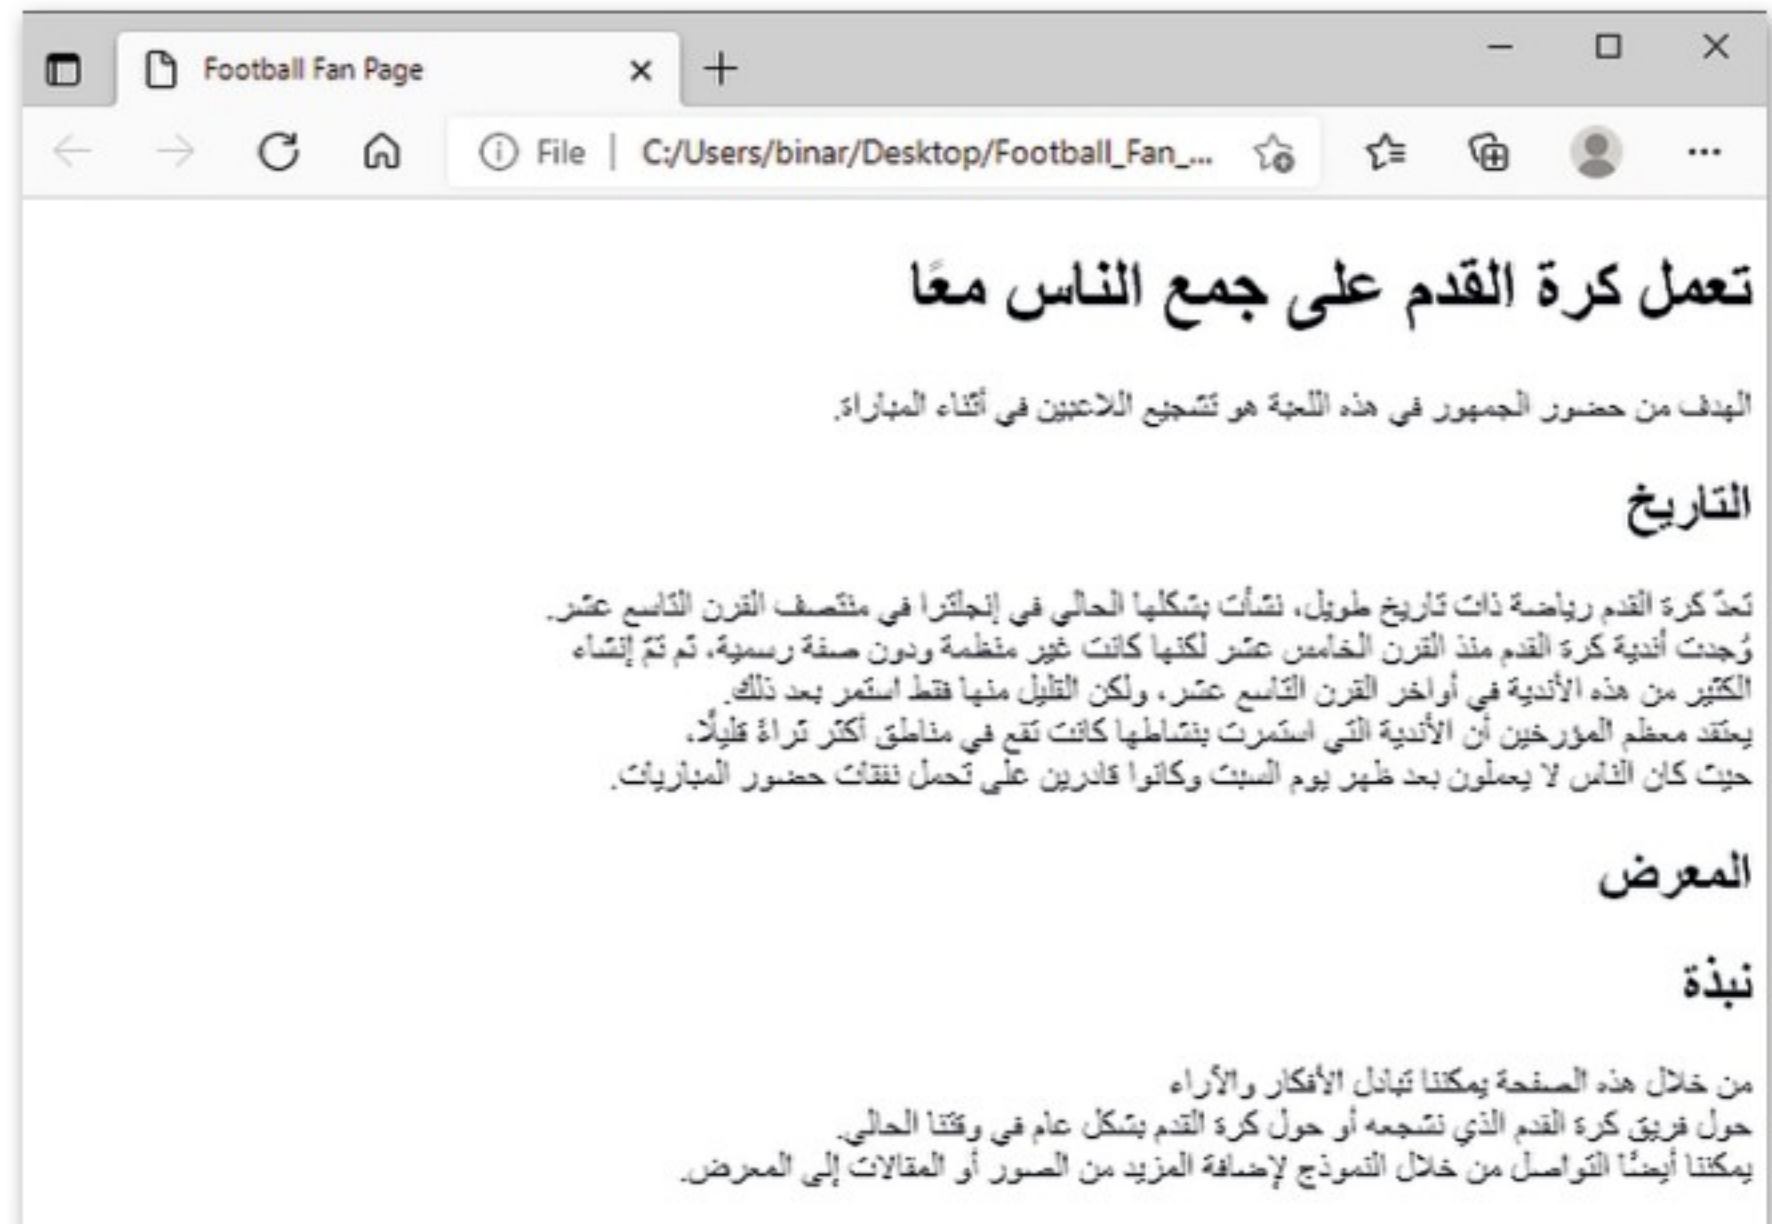 Football Fan Page
File | C:/Users/binar/Desktop/Football_Fan_...
تعمل كرة القدم على جمع الناس معًا
الهدف من حضور الجمهور في هذه اللعبة هو تشجيع اللاعبين في أثناء المباراة.
التاريخ
تعدّ كرة القدم رياضة ذات تاريخ طويل، نشأت بشكلها الحالي في إنجلترا في منتصف القرن التاسع عشر.
وُجدت أندية كرة القدم منذ القرن الخامس عشر لكنها كانت غير منظمة ودون صفة رسمية، ثم تمّ إنشاء
الكثير من هذه الأندية في أواخر القرن التاسع عشر، ولكن القليل منها فقط استمر بعد ذلك.
يعتقد معظم المؤرخين أن الأندية التي استمرت بنشاطها كانت تقع في مناطق أكثر ثراءً قليلًا،
حيث كان الناس لا يعملون بعد ظهر يوم السبت وكانوا قادرين على تحمل نفقات حضور المباريات.
المعرض
نبذة
من خلال هذه الصفحة يمكننا تبادل الأفكار والأراء
حول فريق كرة القدم الذي نشجعه أو حول كرة القدم بشكل عام في وقتنا الحالي.
يمكننا أيضًا التواصل من خلال النموذج لإضافة المزيد من الصور أو المقالات إلى المعرض.